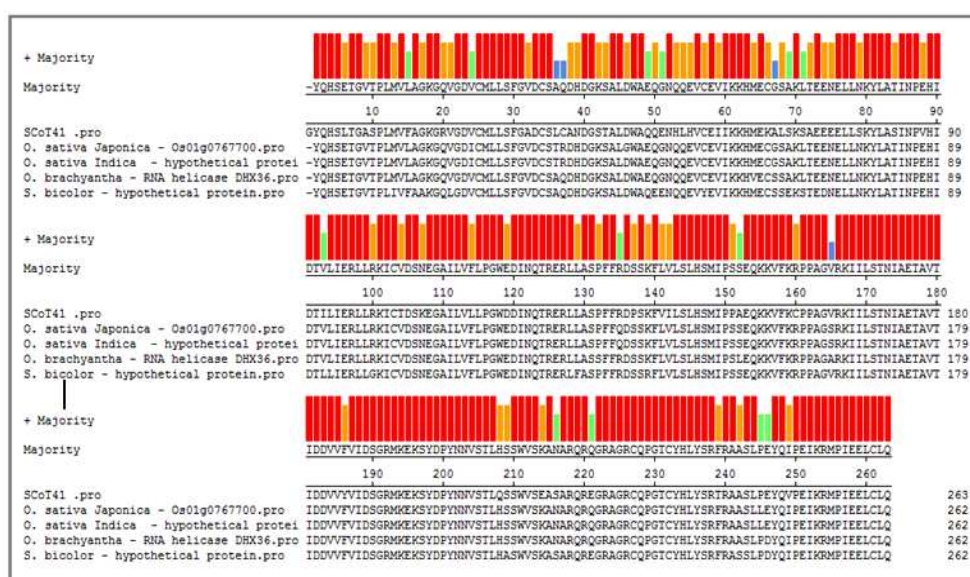 + Majority
Majority -YQHSETGVTPLMVLAGKGQVGDVCMLLSFGVDCSAQDHDGKSALDWAEQGNQQEVCEVIKKHMECGSAKLTEENELLNKYLATINPEHI
10 20 30 40 50 60 70 80 90
SCoT41 .pro GYQHSLTGASPLMVFAGKGRVGDVCMLLSFGADCSLCANDGSTALDWAQQENHLHVCEIIKKHMEKALSKSAEEEELLSKYLASINPVHI 90
O. sativa Japonica - Os01g0767700.pro -YQHSETGVTPLMVLAGKGQVGDICMLLSFGVDCSTRDHDGKSALGWAEQGNQQEVCEVIKKHMECGSAKLTEENELLNKYLATINPEHI 89
O. sativa Indica - hypothetical protei -YQHSETGVTPLMVLAGKGQVGDICMLLSFGVDCSTRDHDGKSALDWAEQGNQQEVCEVIKKHMECGSAKLTEENELLNKYLATINPEHI 89
O. brachyantha - RNA helicase DHX36.pro -YQHSETGVTPLMVLAGKGQVGDVCMLLSFGVDCSAQDHDGKSALDWAEQGNQQEVCEVIKKHVECSSAKLTEENELLNKYLATINPEHI 89
S. bicolor - hypothetical protein.pro -YQHSETGVTPLIVFAAKGQLGDVCMLLSFGVDCSAQDHDGKSALDWAQEENQQEVYEVIKKHMECSSEKSTEDNELLNKYLATINPEHI 89
+ Majority
Majority DTVLIERLLRKICVDSNEGAILVFLPGWEDINQTRERLLASPFFRDSSKFLVLSLHSMIPSSEQKKVFKRPPAGVRKIILSTNIAETAVT
100 110 120 130 140 150 160 170 180
SCoT41 .pro DTILIERLLRKICTDSKEGAILVLLPGWDDINQTRERLLASPFFRDPSKFVILSLHSMIPPAEQKKVFKCPPAGVRKIILSTNIAETAVT 180
O. sativa Japonica - Os01g0767700.pro DTVLIERLLRKICVDSNEGAILVFLPGWEDINQTRERLLASPFFQDSSKFLVLSLHSMIPSSEQKKVFKRPPAGSRKIILSTNIAETAVT 179
O. sativa Indica - hypothetical protei DTVLIERLLRKICVDSNEGAILVFLPGWEDINQTRERLLASPFFQDSSKFLVLSLHSMIPSSEQKKVFKRPPAGSRKIILSTNIAETAVT 179
O. brachyantha - RNA helicase DHX36.pro DTVLIERLLRKICVDSNEGAILVFLPGWEDINQTRERLLASSFFRDSSKFLVLSLHSMIPSLEQKKVFKRPPAGARKIILSTNIAETAVT 179
S. bicolor - hypothetical protein.pro DTLLIERLLGKICVDSNEGAILVFLPGWEDINQTRERLFASPFFRDSSRFLVLSLHSMIPSSEQKKVFKRPPAGVRKIILSTNIAETAVT 179
+ Majority
Majority IDDVVFVIDSGRMKEKSYDPYNNVSTLHSSWVSKANARQRQGRAGRCQPGTCYHLYSRFRAASLLEYQIPEIKRMPIEELCLQ
190 200 210 220 230 240 250 260
SCoT41 .pro IDDVVYVIDSGRMKEKSYDPYNNVSTLQSSWVSEASARQREGRAGRCQPGTCYHLYSRTRAASLPEYQVPEIKRMPIEELCLQ 263
O. sativa Japonica - Os01g0767700.pro IDDVVFVIDSGRMKEKSYDPYNNVSTLHSSWVSKANARQRQGRAGRCQPGTCYHLYSRFRAASLLEYQIPEIKRMPIEELCLQ 262
O. sativa Indica - hypothetical protei IDDVVFVIDSGRMKEKSYDPYNNVSTLHSSWVSKANARQRQGRAGRCQPGTCYHLYSRFRAASLLEYQIPEIKRMPIEELCLQ 262
O. brachyantha - RNA helicase DHX36.pro IDDVVFVIDSGRMKEKSYDPYNNVSTLHSSWVSKANARQRQGRAGRCQPGTCYHLYSRFRAASLLPDYQIPEIKRMPIEELCLQ 262
S. bicolor - hypothetical protein.pro IDDVVFVIDSGRMKEKSYDPYNNVSTLHASWVSKASARQRQGRAGRCQPGTCYHLYSRFRASSLPDYQIPEIKRMPIEELCLQ 262